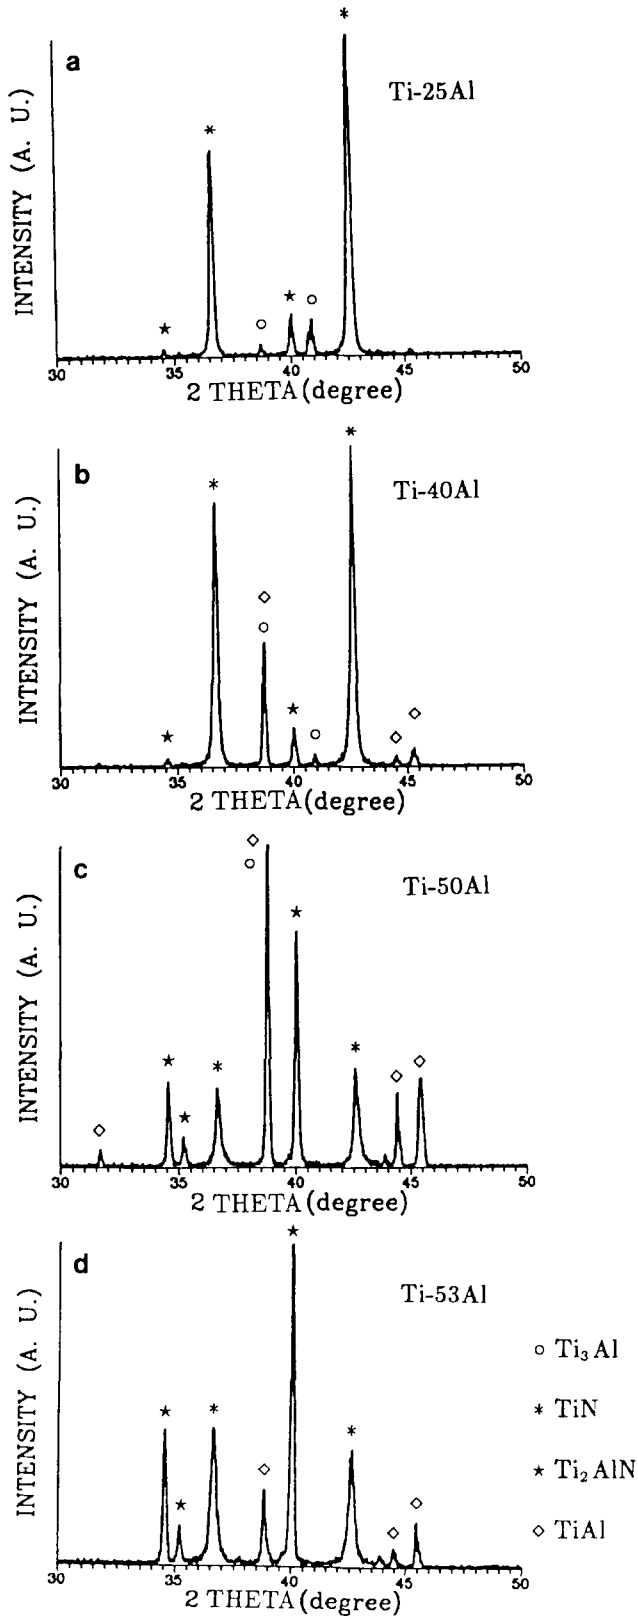 a
Ti-25Al
INTENSITY (A. U.)
30 35 40 45 50
2 THETA(degree)
b
Ti-40Al
INTENSITY (A. U.)
30 35 40 45 50
2 THETA(degree)
c
Ti-50Al
INTENSITY (A. U.)
30 35 40 45 50
2 THETA(degree)
d
Ti-53Al
INTENSITY (A. U.)
○ Ti₃Al
* TiN
★ Ti₂AlN
◇ TiAl
30 35 40 45 50
2 THETA(degree)